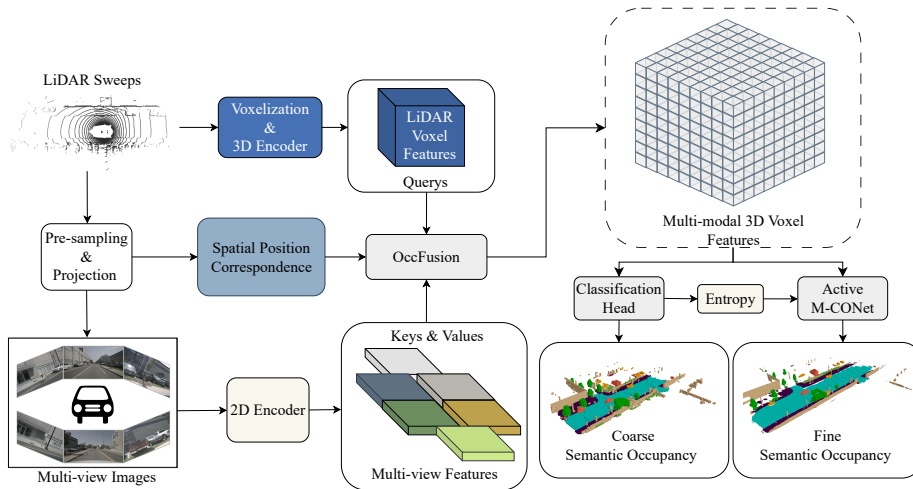 LiDAR Sweeps
Voxelization
&
3D Encoder
LiDAR
Voxel
Features
Querys
Multi-modal 3D Voxel
Features
Pre-sampling
&
Projection
Spatial Position
Correspondence
OccFusion
Classification
Head
Entropy
Active
M-CONet
Keys & Values
2D Encoder
Multi-view Images
Multi-view Features
Coarse
Semantic Occupancy
Fine
Semantic Occupancy